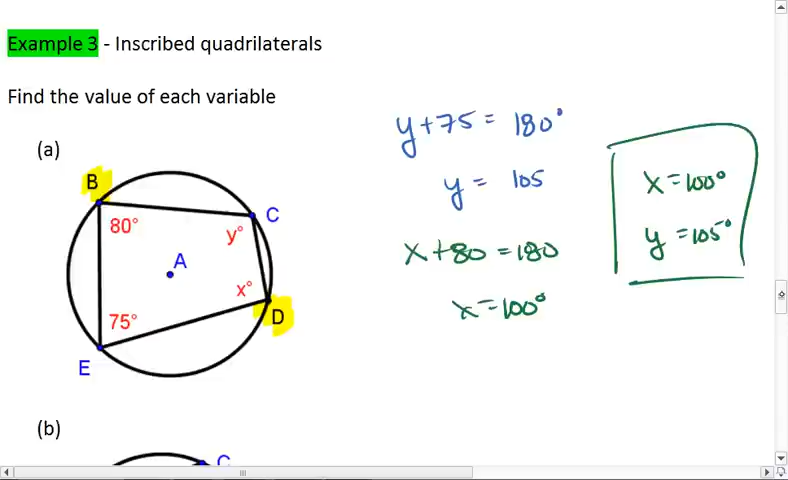 Example 3 - Inscribed quadrilaterals
Find the value of each variable
(a)
B
80°
C
y°
A
x°
75°
D
E
y+75 = 180°
y = 105
x+80 = 180
x = 100°
x = 100°
y = 105°
(b)
C